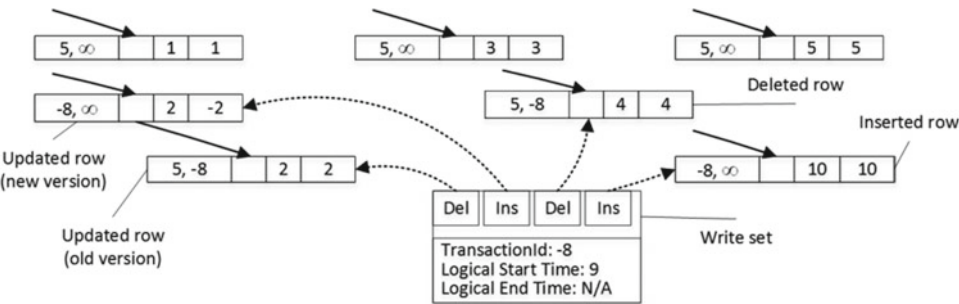 5, ∞ 1 1
5, ∞ 3 3
5, ∞ 5 5
-8, ∞ 2 -2
5, -8 4 4
Deleted row
Inserted row
Updated row
(new version)
5, -8 2 2
-8, ∞ 10 10
Updated row
(old version)
Del Ins Del Ins
Write set
TransactionId: -8
Logical Start Time: 9
Logical End Time: N/A